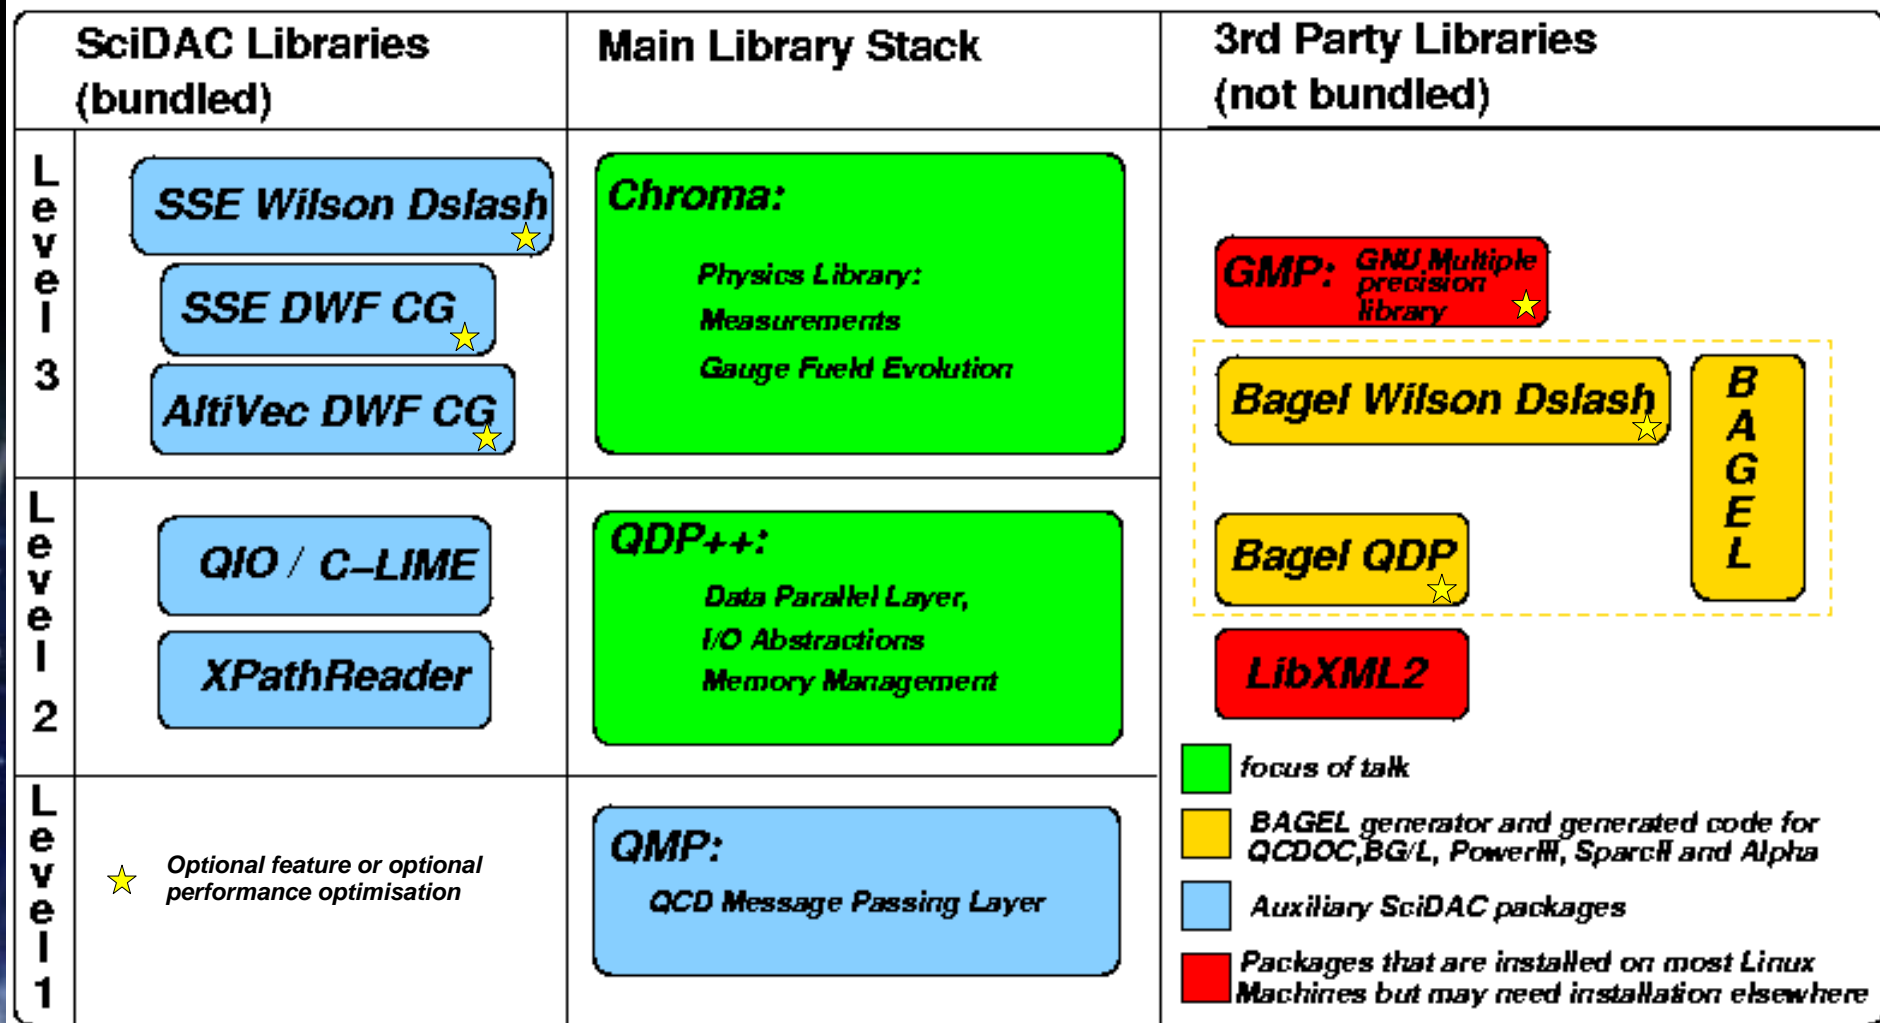 SciDAC Libraries
(bundled)
Main Library Stack
3rd Party Libraries
(not bundled)
Level 3
SSE Wilson Dslash
SSE DWF CG
AltiVec DWF CG
Chroma:
Physics Library:
Measurements
Gauge Fueld Evolution
GMP: GNU Multiple
precision
library
Bagel Wilson Dslash
BAGEL
Level 2
QIO / C-LIME
XPathReader
QDP++:
Data Parallel Layer,
I/O Abstractions
Memory Management
Bagel QDP
LibXML2
Level 1
Optional feature or optional
performance optimisation
QMP:
QCD Message Passing Layer
focus of talk
BAGEL generator and generated code for
QCDOC,BG/L, PowerIII, SparcII and Alpha
Auxiliary SciDAC packages
Packages that are installed on most Linux
Machines but may need installation elsewhere